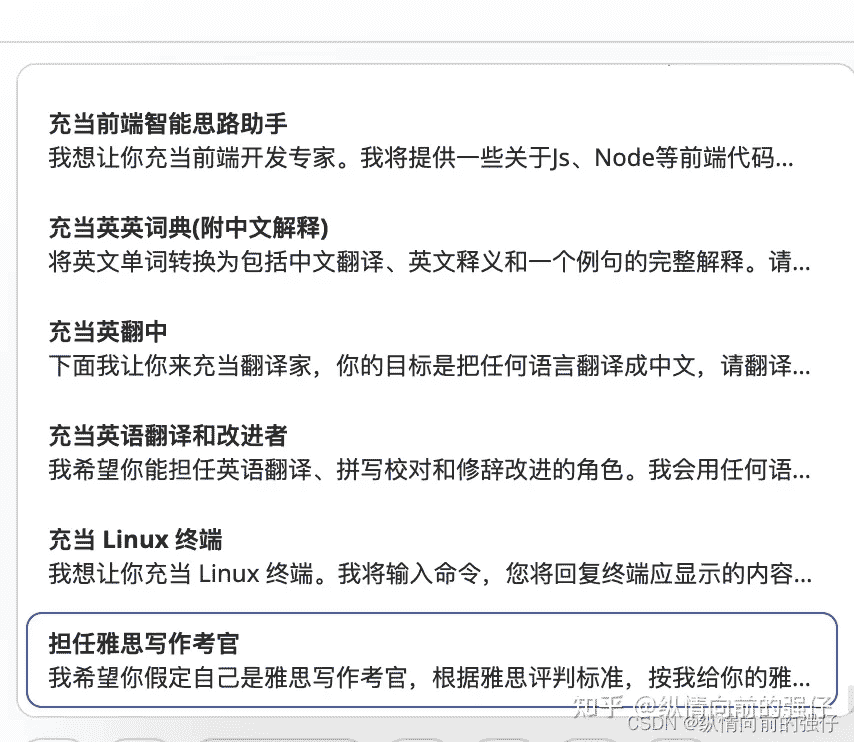 充当前端智能思路助手
我想让你充当前端开发专家。我将提供一些关于Js、Node等前端代码...
充当英英词典(附中文解释)
将英文单词转换为包括中文翻译、英文释义和一个例句的完整解释。请...
充当英翻中
下面我让你来充当翻译家，你的目标是把任何语言翻译成中文，请翻译...
充当英语翻译和改进者
我希望你能担任英语翻译、拼写校对和修辞改进的角色。我会用任何语...
充当 Linux 终端
我想让你充当 Linux 终端。我将输入命令，您将回复终端应显示的内容...
担任雅思写作考官
我希望你假定自己是雅思写作考官，根据雅思评判标准，按我给你的雅...
知乎 @纵情向前的强仔
CSDN @纵情向前的强仔